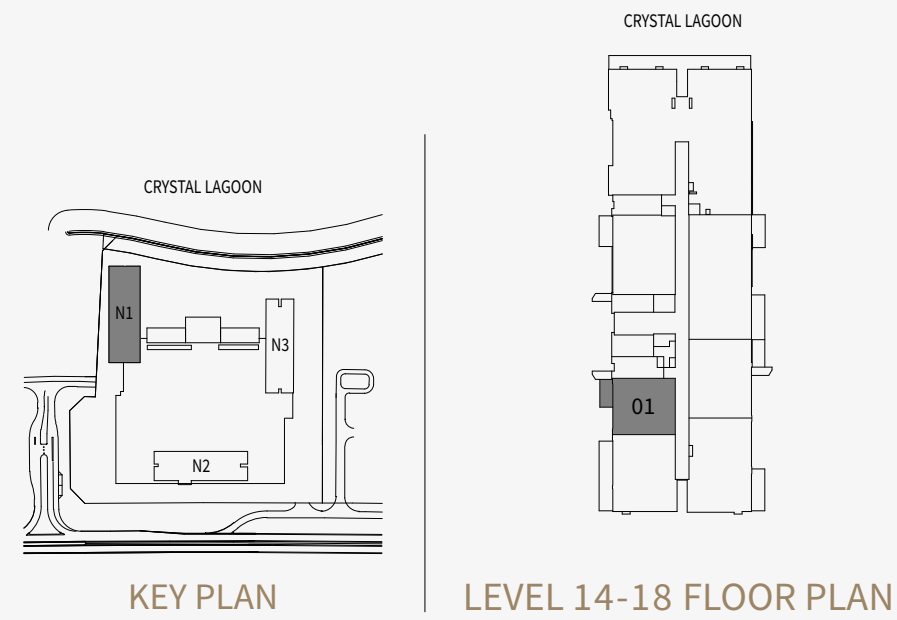 CRYSTAL LAGOON
N1
N3
N2
KEY PLAN
CRYSTAL LAGOON
01
LEVEL 14-18 FLOOR PLAN